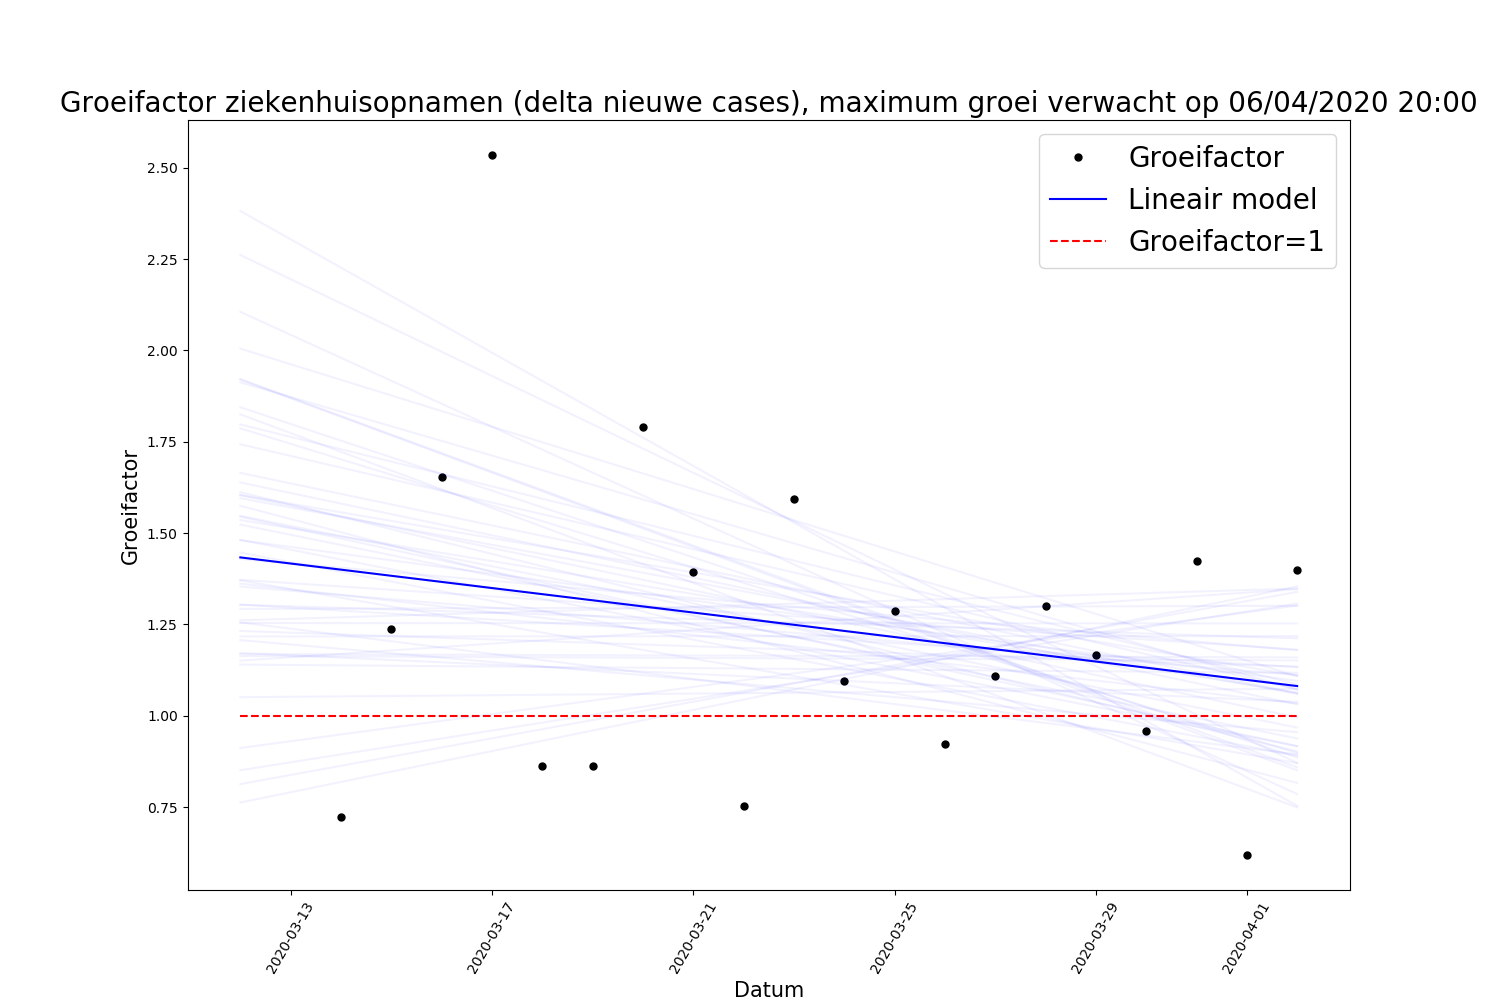 Groeifactor ziekenhuisopnamen (delta nieuwe cases), maximum groei verwacht op 06/04/2020 20:00
Groeifactor
Lineair model
Groeifactor=1
Groeifactor
2.50
2.25
2.00
1.75
1.50
1.25
1.00
0.75
2020-03-13
2020-03-17
2020-03-21
2020-03-25
2020-03-29
2020-04-01
Datum